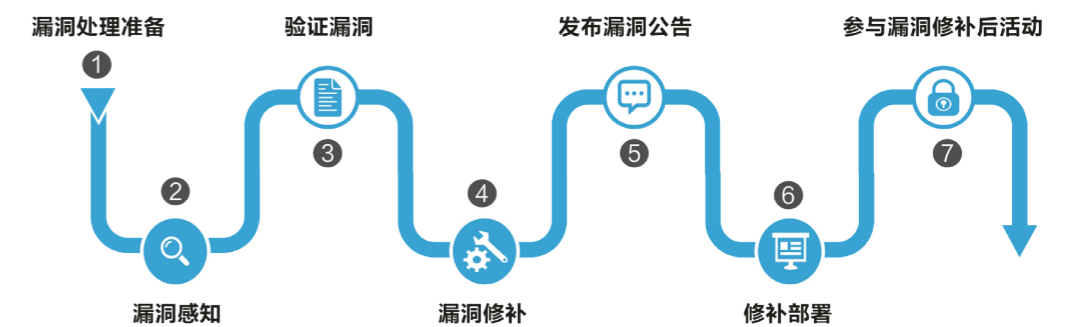 漏洞处理准备
1
2
漏洞感知
验证漏洞
3
4
漏洞修补
发布漏洞公告
5
6
修补部署
参与漏洞修补后活动
7